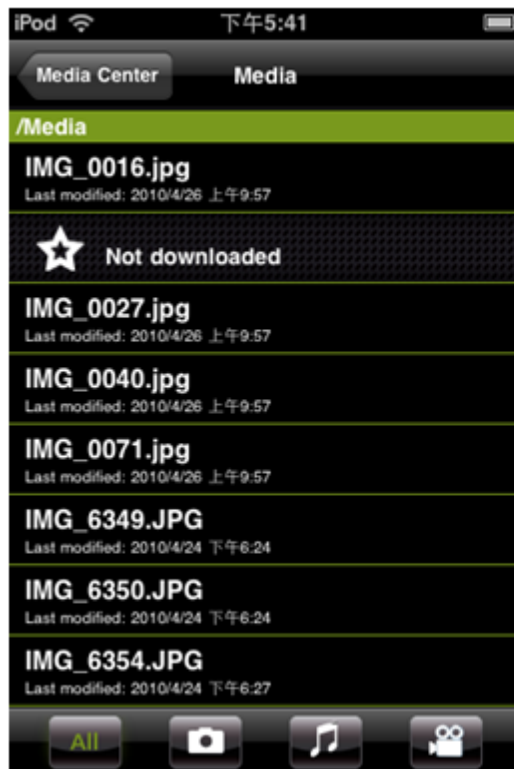 iPod 下午5:41
Media Center Media
/Media
IMG_0016.jpg
Last modified: 2010/4/26 上午9:57
Not downloaded
IMG_0027.jpg
Last modified: 2010/4/26 上午9:57
IMG_0040.jpg
Last modified: 2010/4/26 上午9:57
IMG_0071.jpg
Last modified: 2010/4/26 上午9:57
IMG_6349.JPG
Last modified: 2010/4/24 下午6:24
IMG_6350.JPG
Last modified: 2010/4/24 下午6:24
IMG_6354.JPG
Last modified: 2010/4/24 下午6:27
All